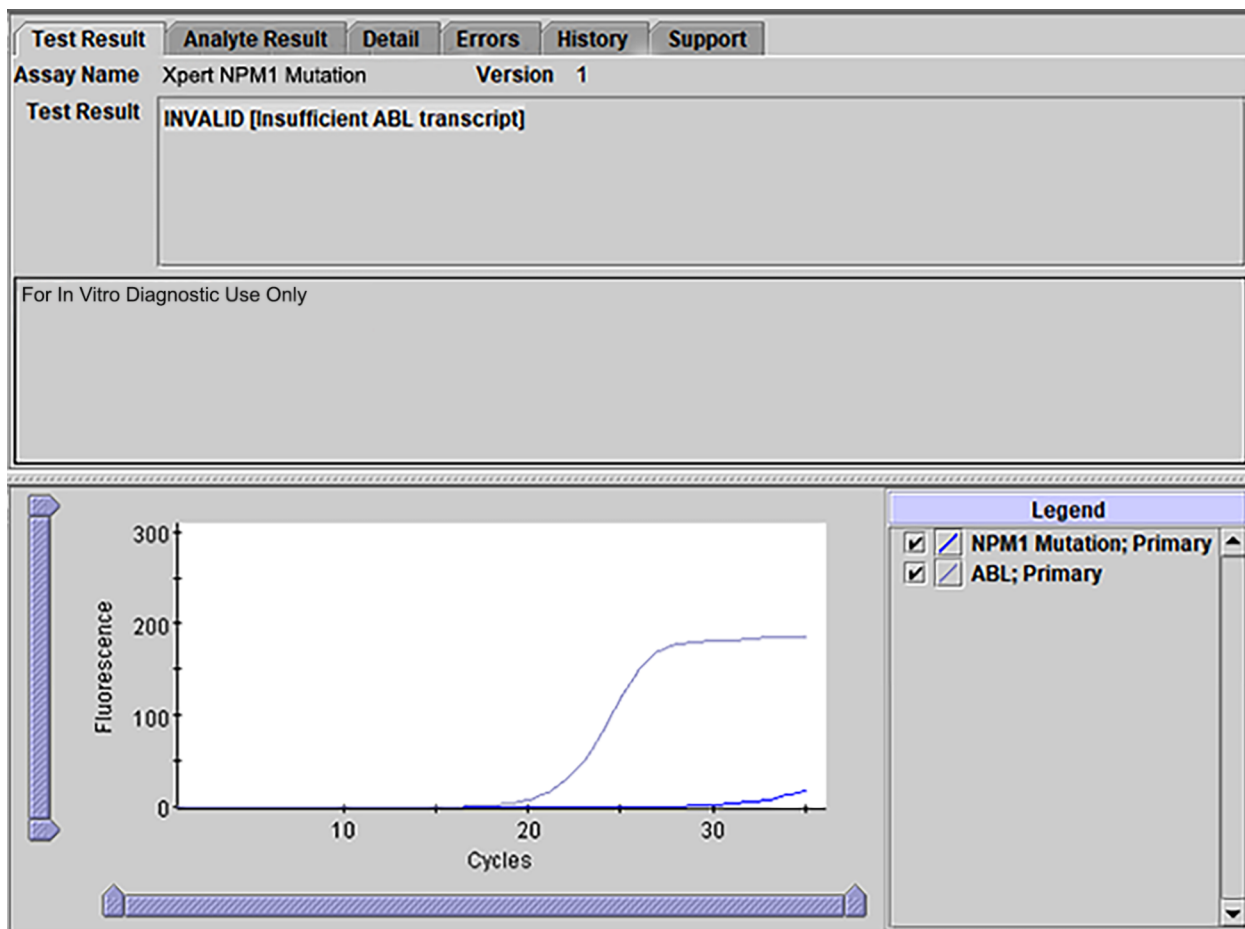 Test Result Analyte Result Detail Errors History Support
Assay Name Xpert NPM1 Mutation Version 1
Test Result INVALID [Insufficient ABL transcript]
For In Vitro Diagnostic Use Only
300
200
100
0
Fluorescence
10 20 30
Cycles
Legend
NPM1 Mutation; Primary
ABL; Primary